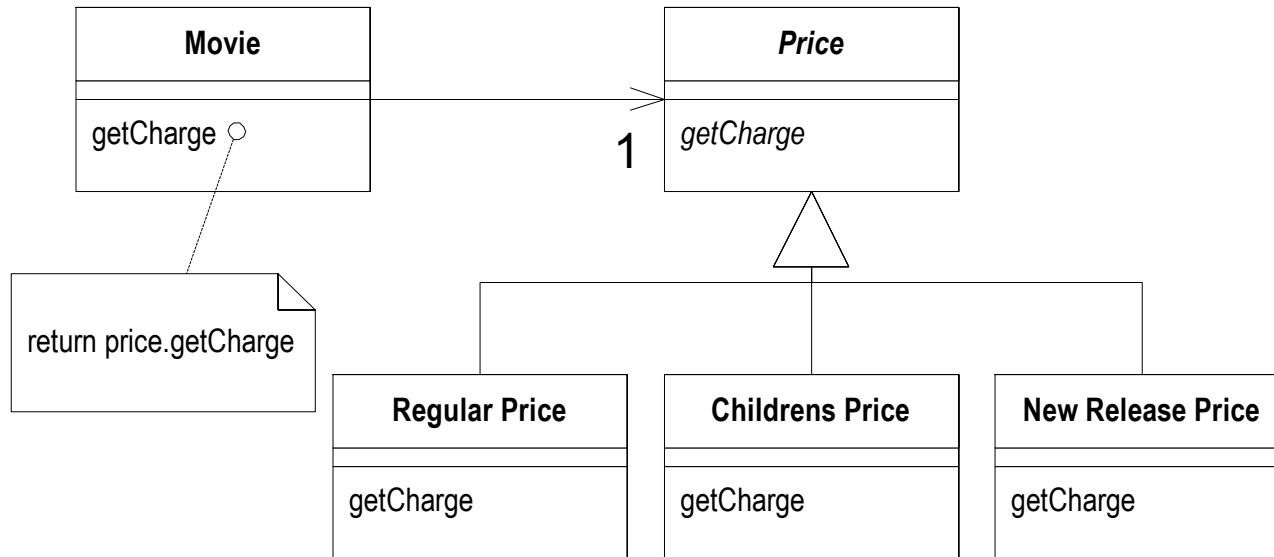 Movie
getCharge
Price
1
getCharge
return price.getCharge
Regular Price
getCharge
Childrens Price
getCharge
New Release Price
getCharge